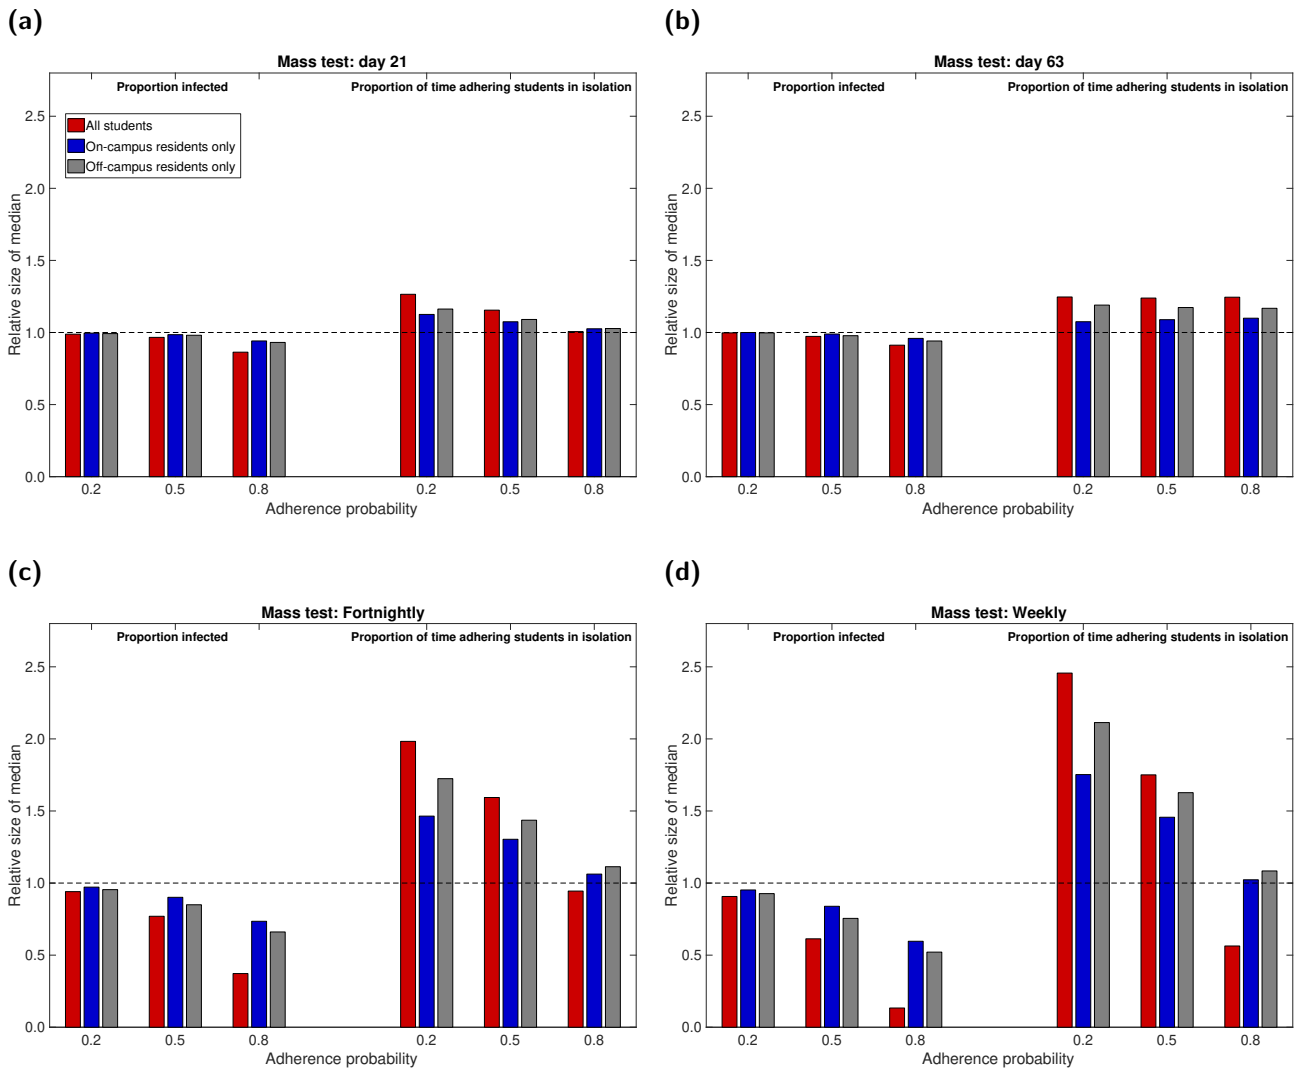 (a)
Mass test: day 21
Proportion infected
Proportion of time adhering students in isolation
All students
On-campus residents only
Off-campus residents only
Relative size of median
2.5
2.0
1.5
1.0
0.5
0.0
0.2
0.5
0.8
0.2
0.5
0.8
Adherence probability
(b)
Mass test: day 63
Proportion infected
Proportion of time adhering students in isolation
Relative size of median
2.5
2.0
1.5
1.0
0.5
0.0
0.2
0.5
0.8
0.2
0.5
0.8
Adherence probability
(c)
Mass test: Fortnightly
Proportion infected
Proportion of time adhering students in isolation
Relative size of median
2.5
2.0
1.5
1.0
0.5
0.0
0.2
0.5
0.8
0.2
0.5
0.8
Adherence probability
(d)
Mass test: Weekly
Proportion infected
Proportion of time adhering students in isolation
Relative size of median
2.5
2.0
1.5
1.0
0.5
0.0
0.2
0.5
0.8
0.2
0.5
0.8
Adherence probability